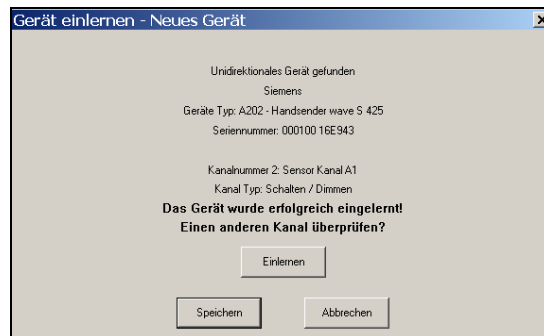 Gerät einlernen - Neues Gerät
Unidirektionales Gerät gefunden
Siemens
Geräte Typ: A202 - Handsender wave S 425
Seriennummer: 000100 16E943
Kanalnummer 2: Sensor Kanal A1
Kanal Typ: Schalten / Dimmen
Das Gerät wurde erfolgreich eingelernt!
Einen anderen Kanal überprüfen?
Einlernen
Speichern Abbrechen